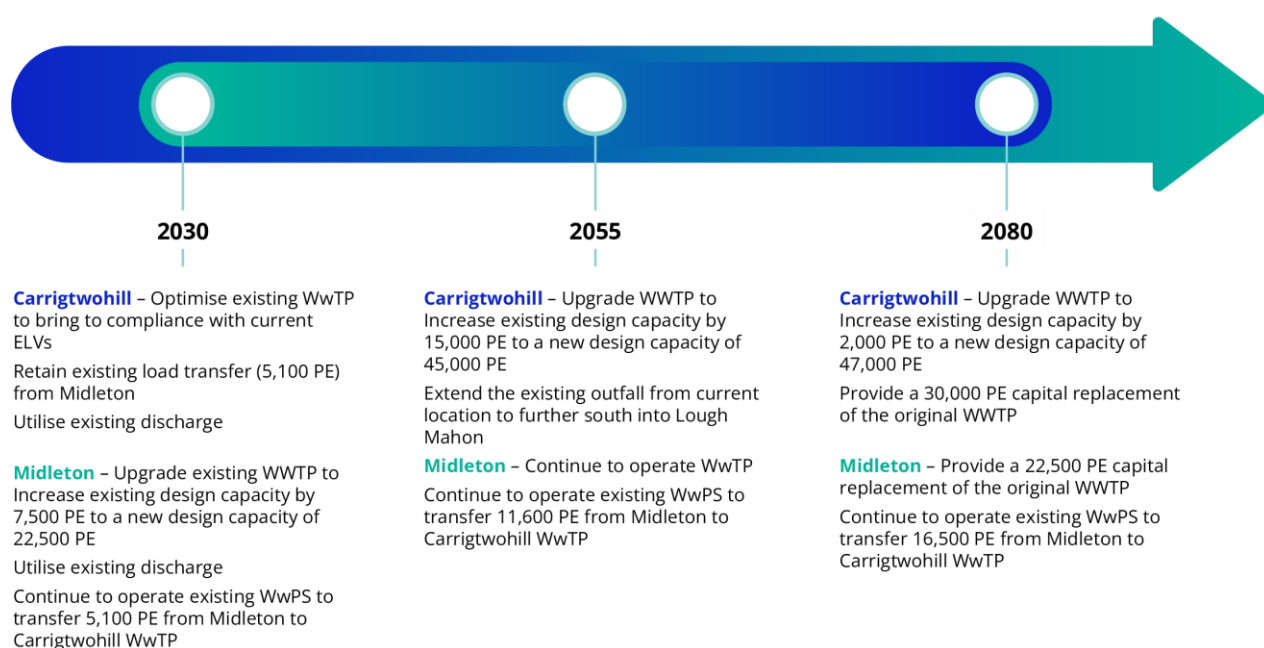 2030
Carrigtwohill – Optimise existing WwTP
to bring to compliance with current
ELVs
Retain existing load transfer (5,100 PE)
from Midleton
Utilise existing discharge
Midleton – Upgrade existing WWTP to
Increase existing design capacity by
7,500 PE to a new design capacity of
22,500 PE
Utilise existing discharge
Continue to operate existing WwPS to
transfer 5,100 PE from Midleton to
Carrigtwohill WwTP
2055
Carrigtwohill – Upgrade WWTP to
Increase existing design capacity by
15,000 PE to a new design capacity of
45,000 PE
Extend the existing outfall from current
location to further south into Lough
Mahon
Midleton – Continue to operate WwTP
Continue to operate existing WwPS to
transfer 11,600 PE from Midleton to
Carrigtwohill WwTP
2080
Carrigtwohill – Upgrade WWTP to
Increase existing design capacity by
2,000 PE to a new design capacity of
47,000 PE
Provide a 30,000 PE capital replacement
of the original WWTP
Midleton – Provide a 22,500 PE capital
replacement of the original WWTP
Continue to operate existing WwPS to
transfer 16,500 PE from Midleton to
Carrigtwohill WwTP